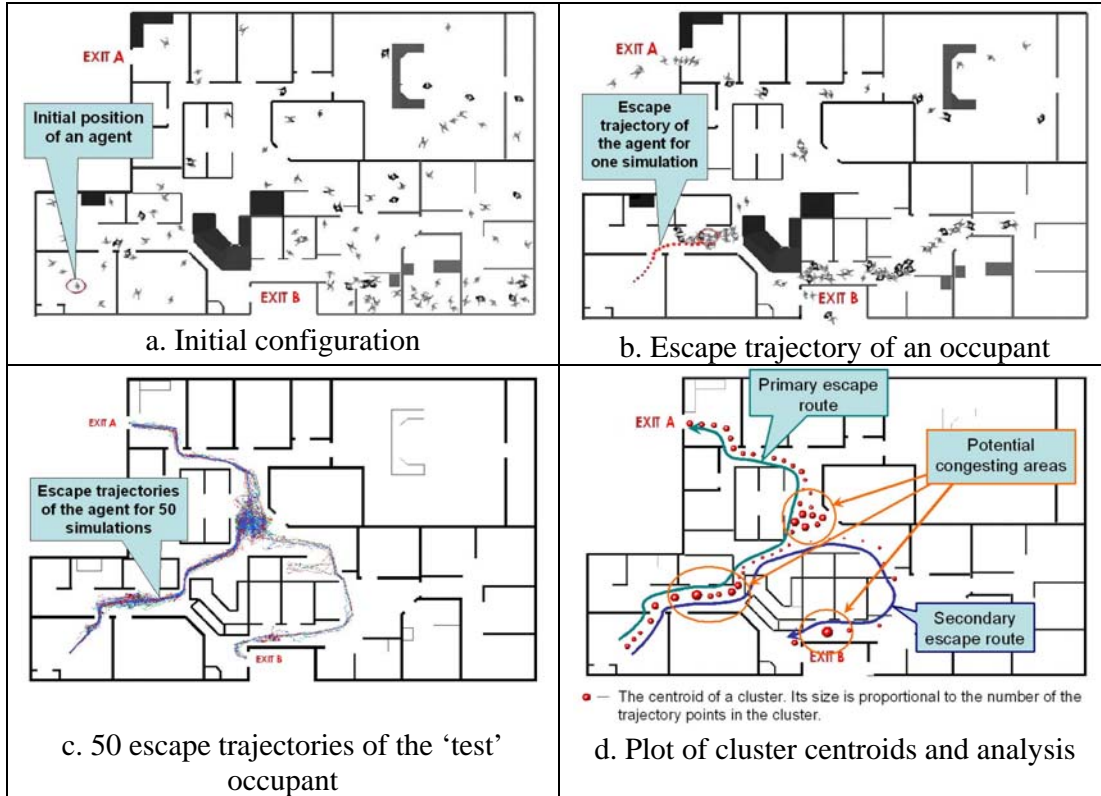 EXIT A
Initial position
of an agent
EXIT B
a. Initial configuration
EXIT A
Escape
trajectory of
the agent for
one simulation
EXIT B
b. Escape trajectory of an occupant
EXIT A
Escape trajectories
of the agent for 50
simulations
EXIT B
c. 50 escape trajectories of the ‘test’
occupant
Primary escape
route
EXIT A
Potential
congesting areas
Secondary
escape route
EXIT B
— The centroid of a cluster. Its size is proportional to the number of the
trajectory points in the cluster.
d. Plot of cluster centroids and analysis